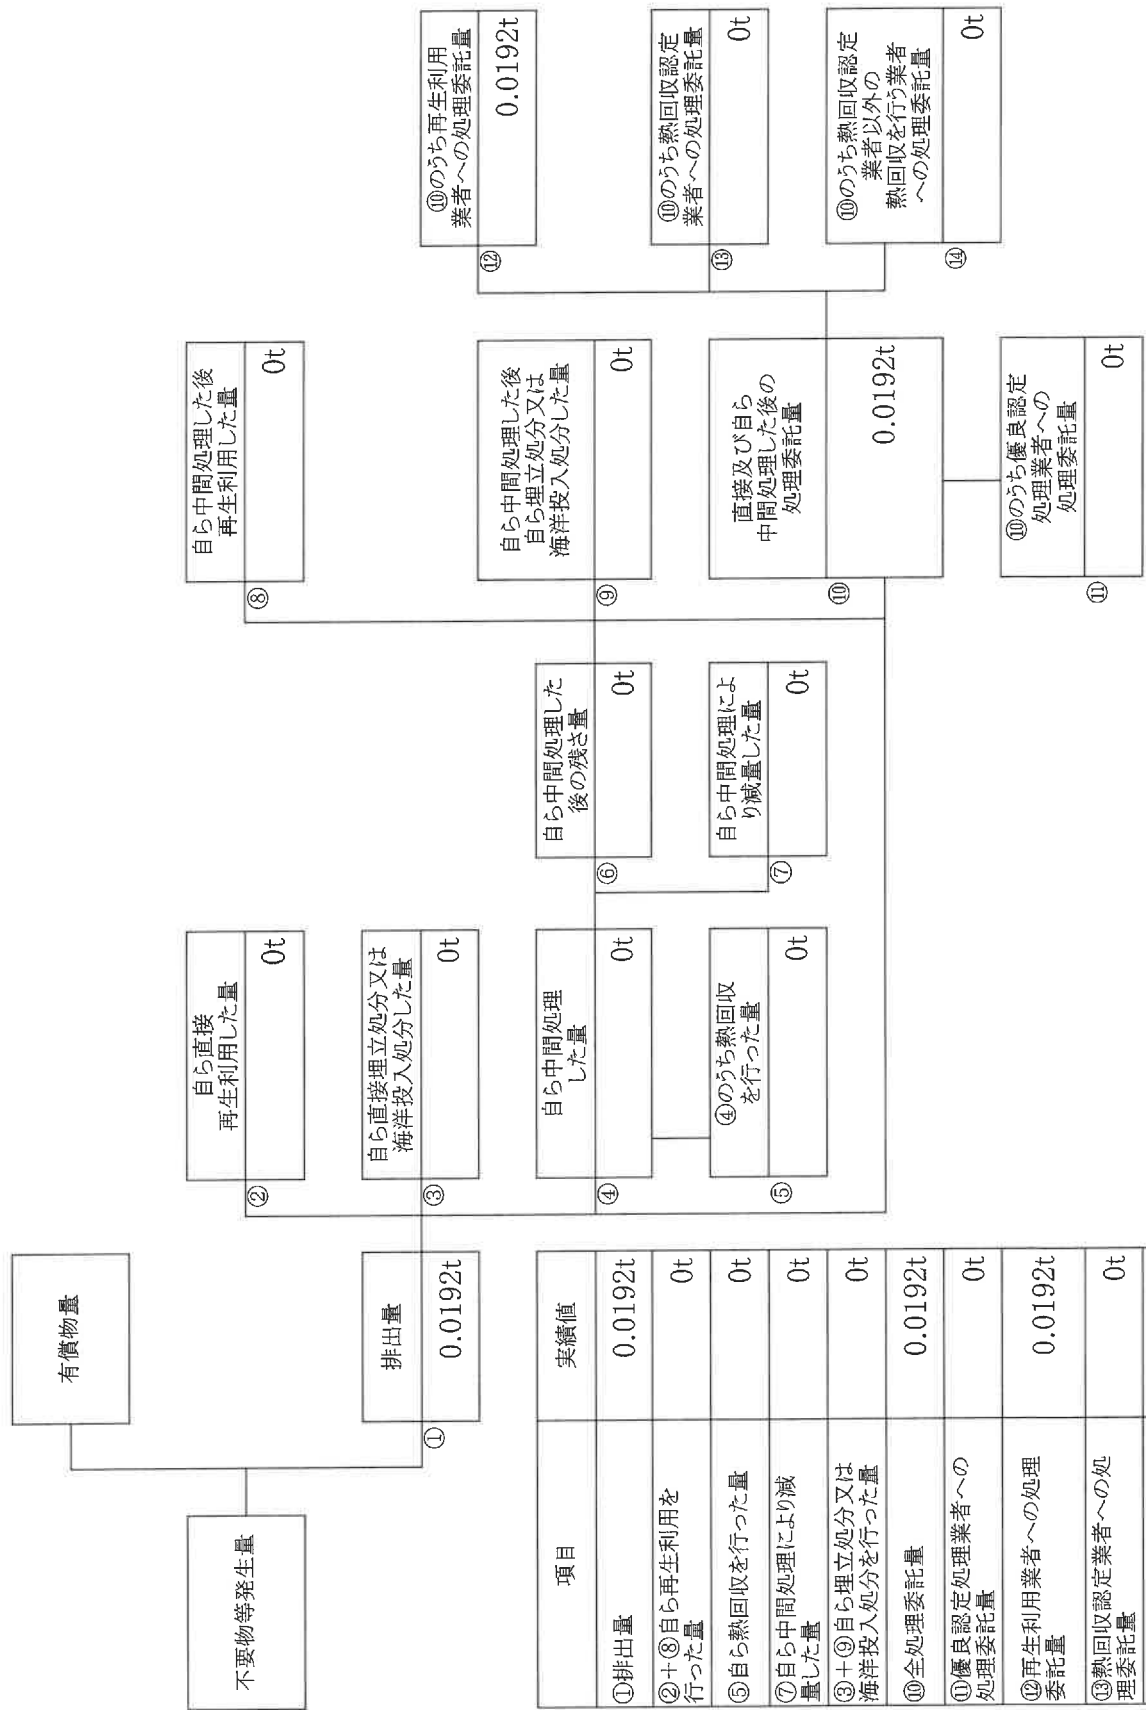 不要物等発生量
有償物量
①
排出量
0.0192t
②
自ら直接
再生利用した量
0t
③
自ら直接埋立処分又は
海洋投入処分した量
0t
④
自ら中間処理
した量
0t
⑤
④のうち熱回収
を行った量
0t
⑥
自ら中間処理した
後の残さ量
0t
⑦
自ら中間処理によ
り減量した量
0t
⑧
自ら中間処理した後
再生利用した量
0t
⑨
自ら中間処理した後
自ら埋立処分又は
海洋投入処分した量
0t
⑩
直接及び自ら
中間処理した後の
処理委託量
0.0192t
⑪
⑩のうち優良認定
処理業者への
処理委託量
0t
⑫
⑩のうち再生利用
業者への処理委託量
0.0192t
⑬
⑩のうち熱回収認定
業者への処理委託量
0t
⑭
⑩のうち熱回収認定
業者以外の
熱回収を行う業者
への処理委託量
0t
項目 実績値
①排出量 0.0192t
②+⑧自ら再生利用を
行った量 0t
⑤自ら熱回収を行った量 0t
⑦自ら中間処理により減
量した量 0t
③+⑨自ら埋立処分又は
海洋投入処分を行った量 0t
⑩全処理委託量 0.0192t
⑪優良認定処理業者への
処理委託量 0t
⑫再生利用業者への処理
委託量 0.0192t
⑬熱回収認定業者への処
理委託量 0t